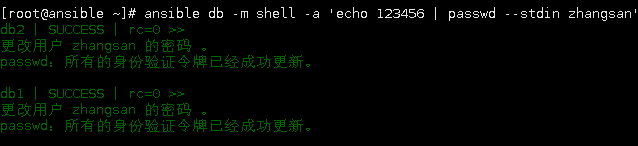 [root@ansible ~]# ansible db -m shell -a 'echo 123456 | passwd --stdin zhangsan'
db2 | SUCCESS | rc=0 >>
更改用户 zhangsan 的密码 。
passwd：所有的身份验证令牌已经成功更新。
db1 | SUCCESS | rc=0 >>
更改用户 zhangsan 的密码 。
passwd：所有的身份验证令牌已经成功更新。